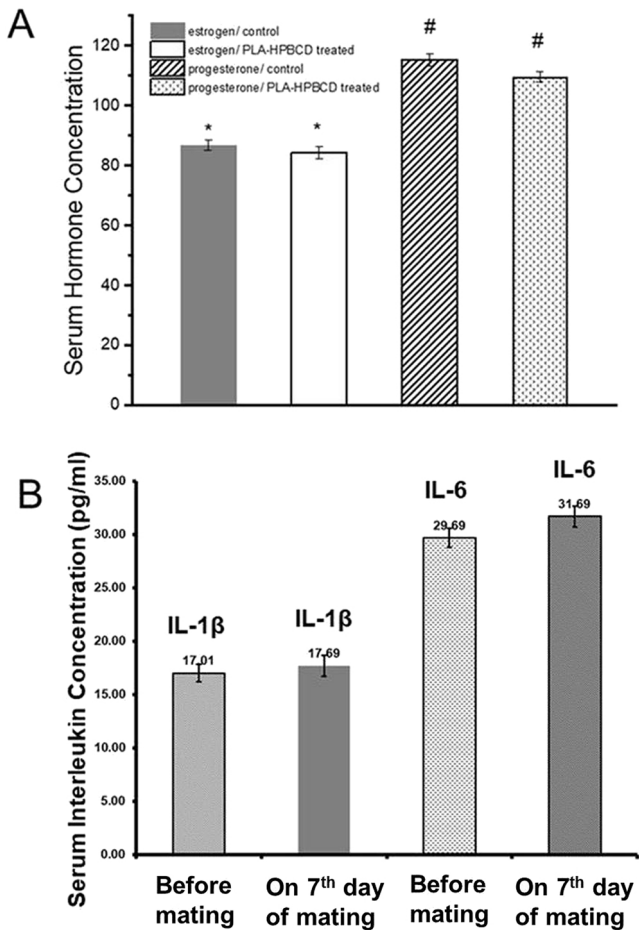 A
estrogen/ control
estrogen/ PLA-HPBCD treated
progesterone/ control
progesterone/ PLA-HPBCD treated
* * # #
Serum Hormone Concentration
120
100
80
60
40
20
0
B
Serum Interleukin Concentration (pg/ml)
35.00
30.00
25.00
20.00
15.00
10.00
5.00
0.00
IL-1β
17.01
IL-1β
17.69
IL-6
29.69
IL-6
31.69
Before
mating
On 7th day
of mating
Before
mating
On 7th day
of mating